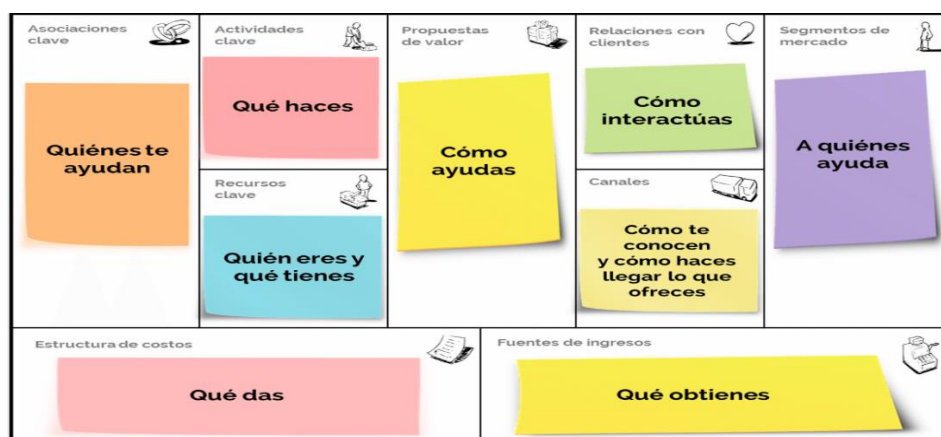 Asociaciones
clave
Quiénes te
ayudan
Actividades
clave
Qué haces
Recursos
clave
Quién eres y
qué tienes
Propuestas
de valor
Cómo
ayudas
Relaciones con
clientes
Cómo
interactúas
Canales
Cómo te
conocen
y cómo haces
llegar lo que
ofreces
Segmentos de
mercado
A quiénes
ayuda
Estructura de costos
Qué das
Fuentes de ingresos
Qué obtienes